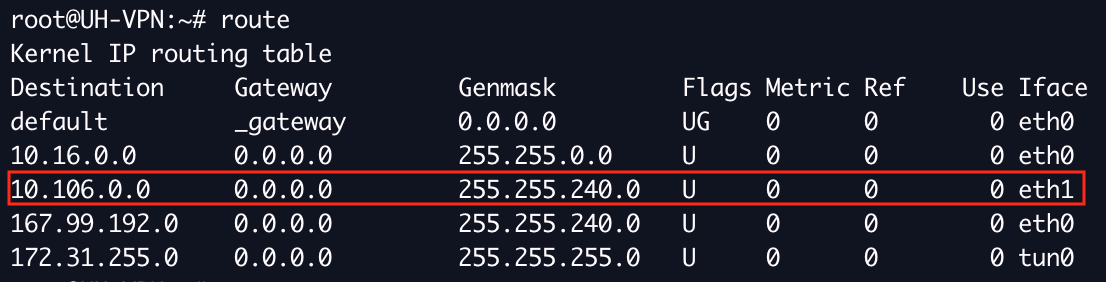 root@UH-VPN:~# route
Kernel IP routing table
Destination     Gateway         Genmask         Flags Metric Ref    Use Iface
default         _gateway        0.0.0.0         UG    0      0        0 eth0
10.16.0.0       0.0.0.0         255.255.0.0     U     0      0        0 eth0
10.106.0.0      0.0.0.0         255.255.240.0   U     0      0        0 eth1
167.99.192.0    0.0.0.0         255.255.240.0   U     0      0        0 eth0
172.31.255.0    0.0.0.0         255.255.255.0   U     0      0        0 tun0